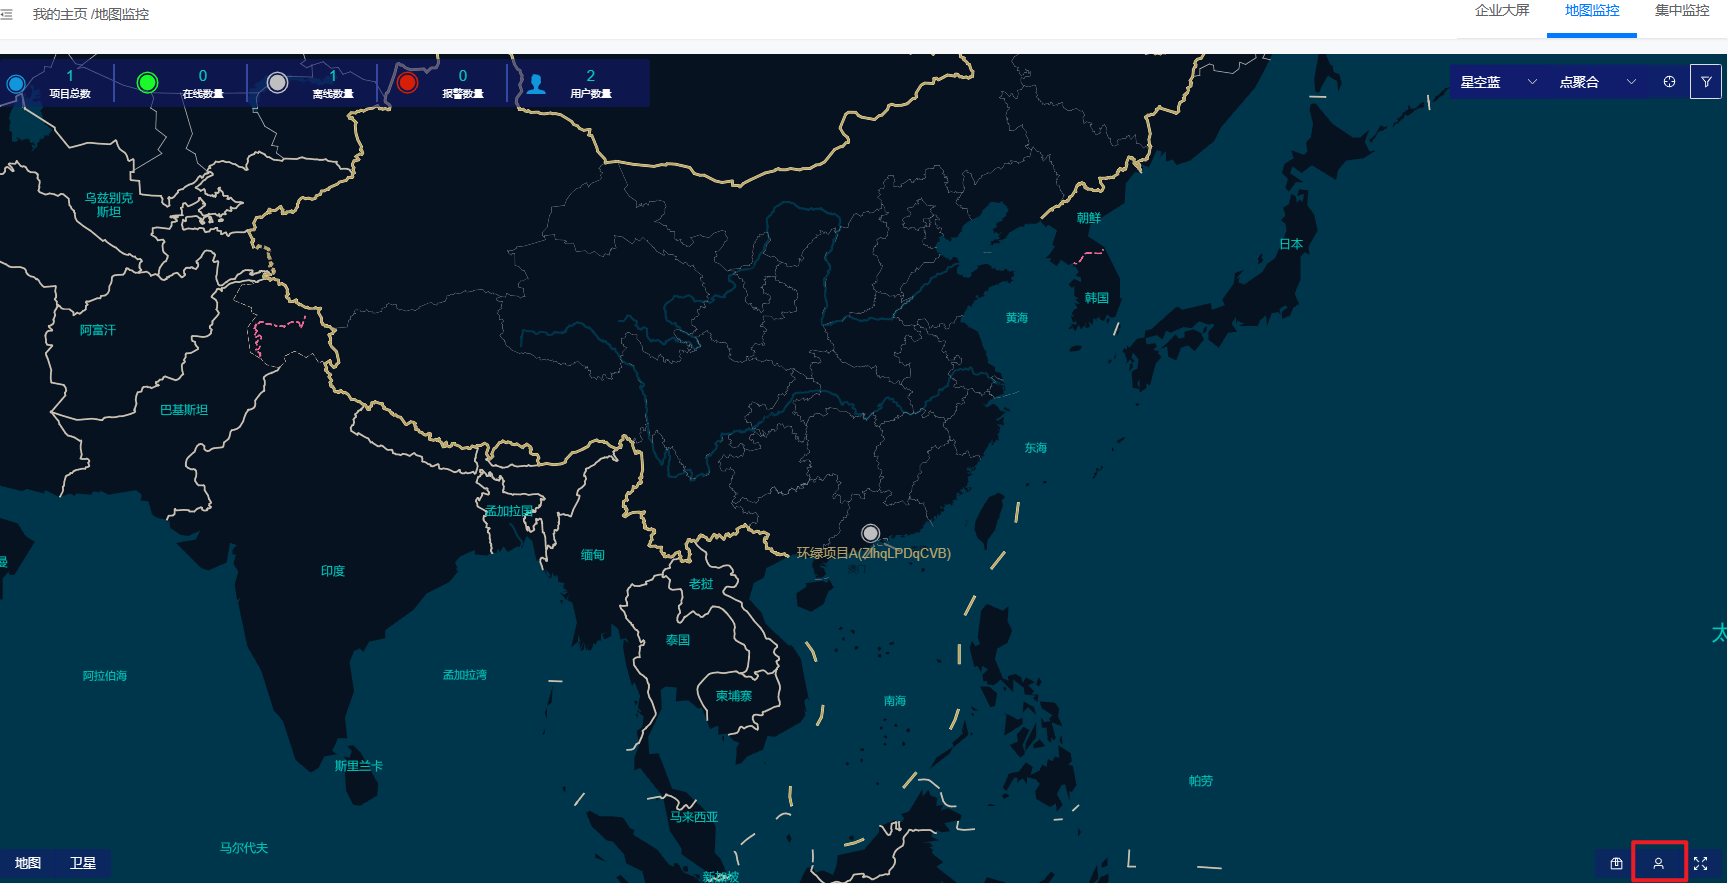 我的主页 /地图监控
企业大屏 地图监控 集中监控
1 0 1 0 2
项目总数 在线数量 离线数量 报警数量 用户数量
星空蓝 点聚合
乌兹别克
斯坦
朝鲜
日本
韩国
黄海
阿富汗
巴基斯坦
东海
孟加拉国
环绿项目A(ZlhqLPDqCVB)
缅甸
印度
老挝
泰国
太
阿拉伯海
孟加拉湾
柬埔寨
南海
斯里兰卡
帕劳
马来西亚
马尔代夫
地图 卫星
新加坡